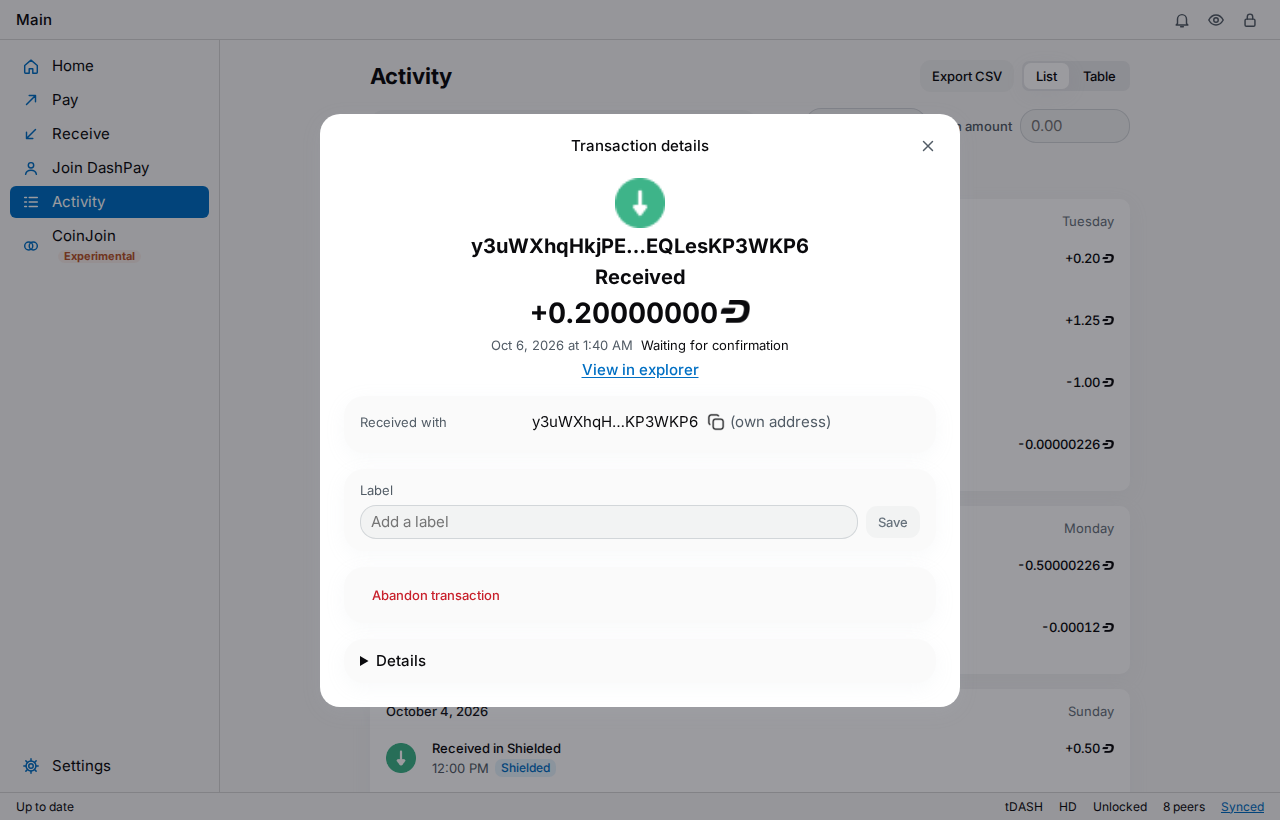 Main
Home
Pay
Receive
Join DashPay
Activity
CoinJoin
Experimental
Settings
Activity
Export CSV
List
Table
amount
0.00
Tuesday
+0.20
+1.25
-1.00
-0.00000226
Monday
-0.50000226
-0.00012
October 4, 2026
Sunday
Received in Shielded
+0.50
12:00 PM
Shielded
Transaction details
y3uWXhqHkjPE…EQLesKP3WKP6
Received
+0.20000000
Oct 6, 2026 at 1:40 AM Waiting for confirmation
View in explorer
Received with
y3uWXhqH…KP3WKP6 (own address)
Label
Add a label
Save
Abandon transaction
Details
Up to date
tDASH
HD
Unlocked
8 peers
Synced